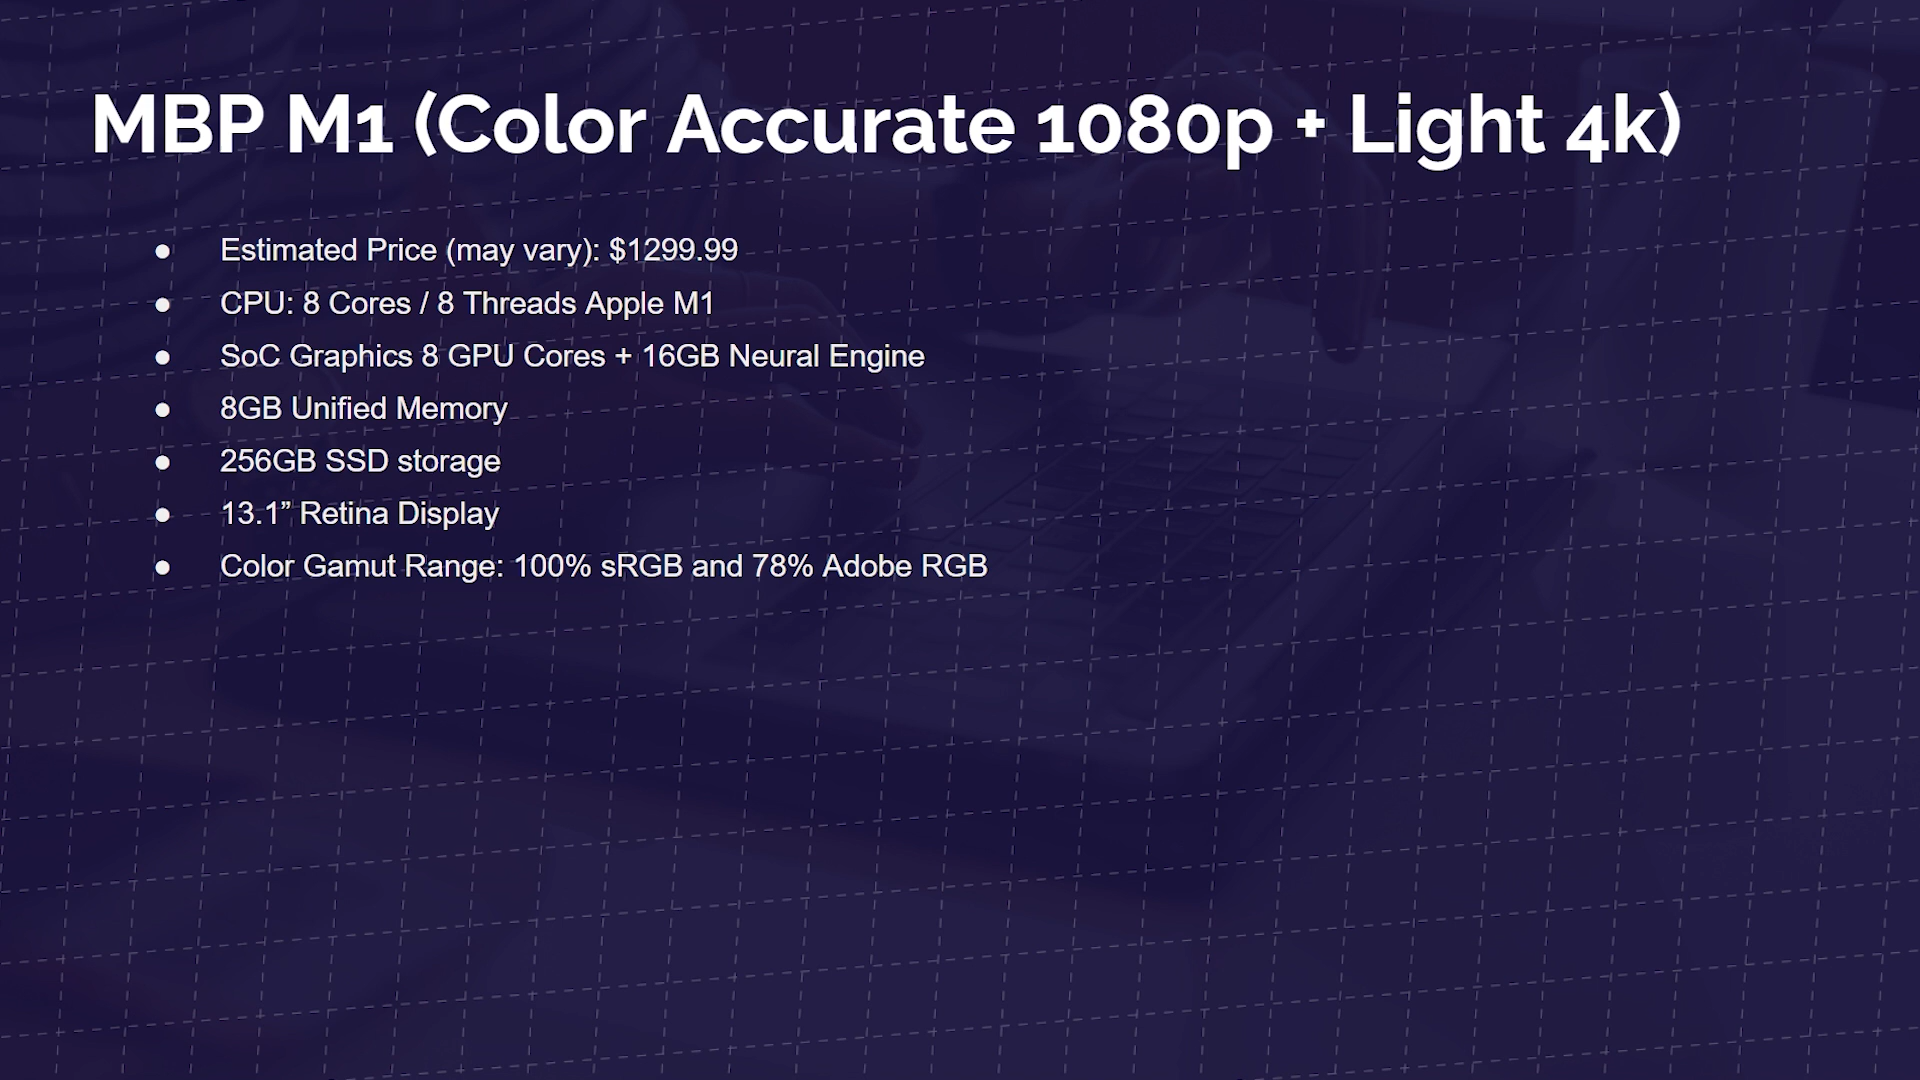 MBP M1 (Color Accurate 1080p + Light 4k)
● Estimated Price (may vary): $1299.99
● CPU: 8 Cores / 8 Threads Apple M1
● SoC Graphics 8 GPU Cores + 16GB Neural Engine
● 8GB Unified Memory
● 256GB SSD storage
● 13.1” Retina Display
● Color Gamut Range: 100% sRGB and 78% Adobe RGB